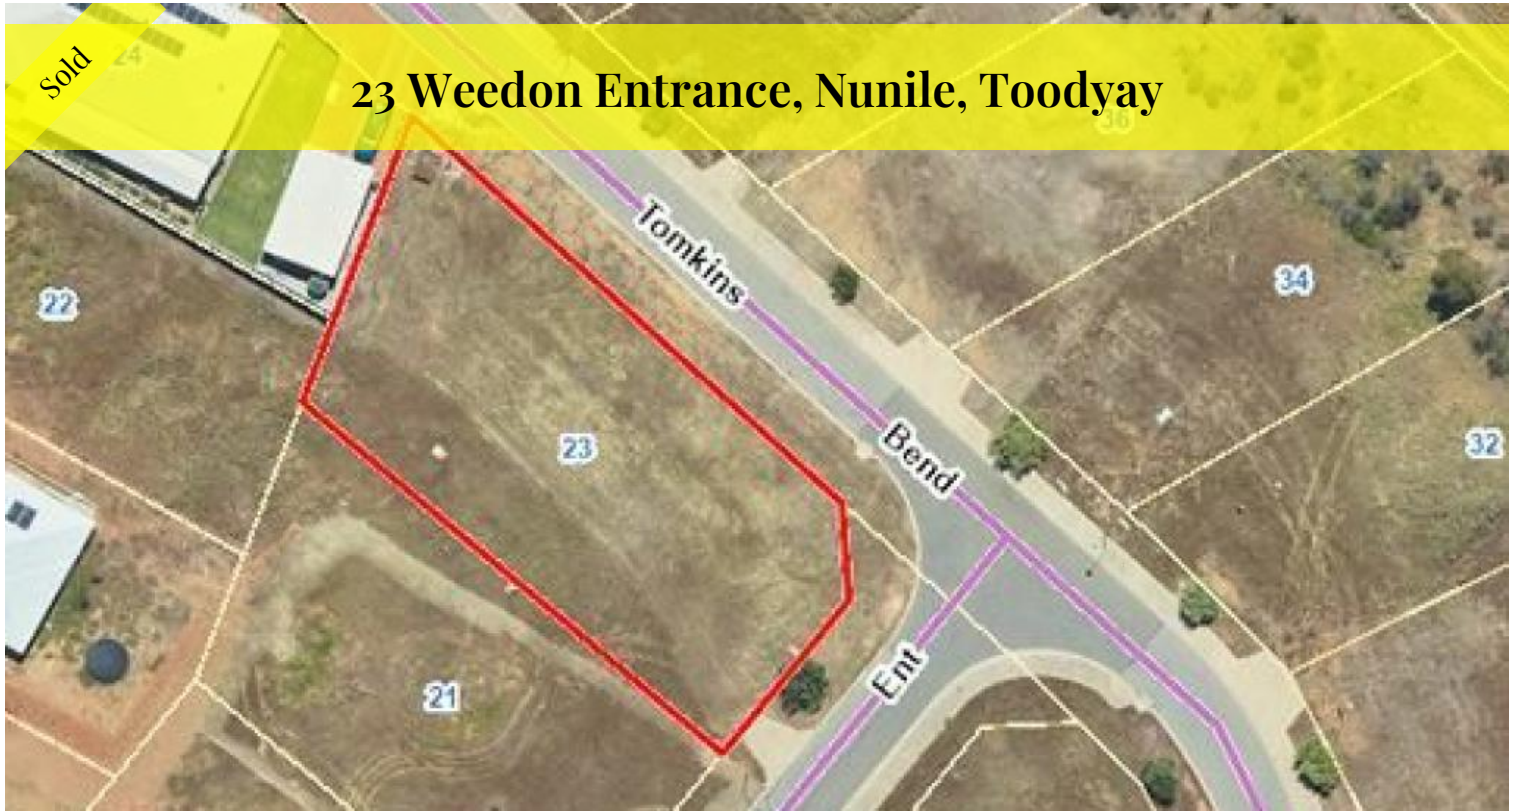 Sold
24
23 Weedon Entrance, Nunile, Toodyay
36
Tomkins
22
34
23
Bend
32
Ent
21